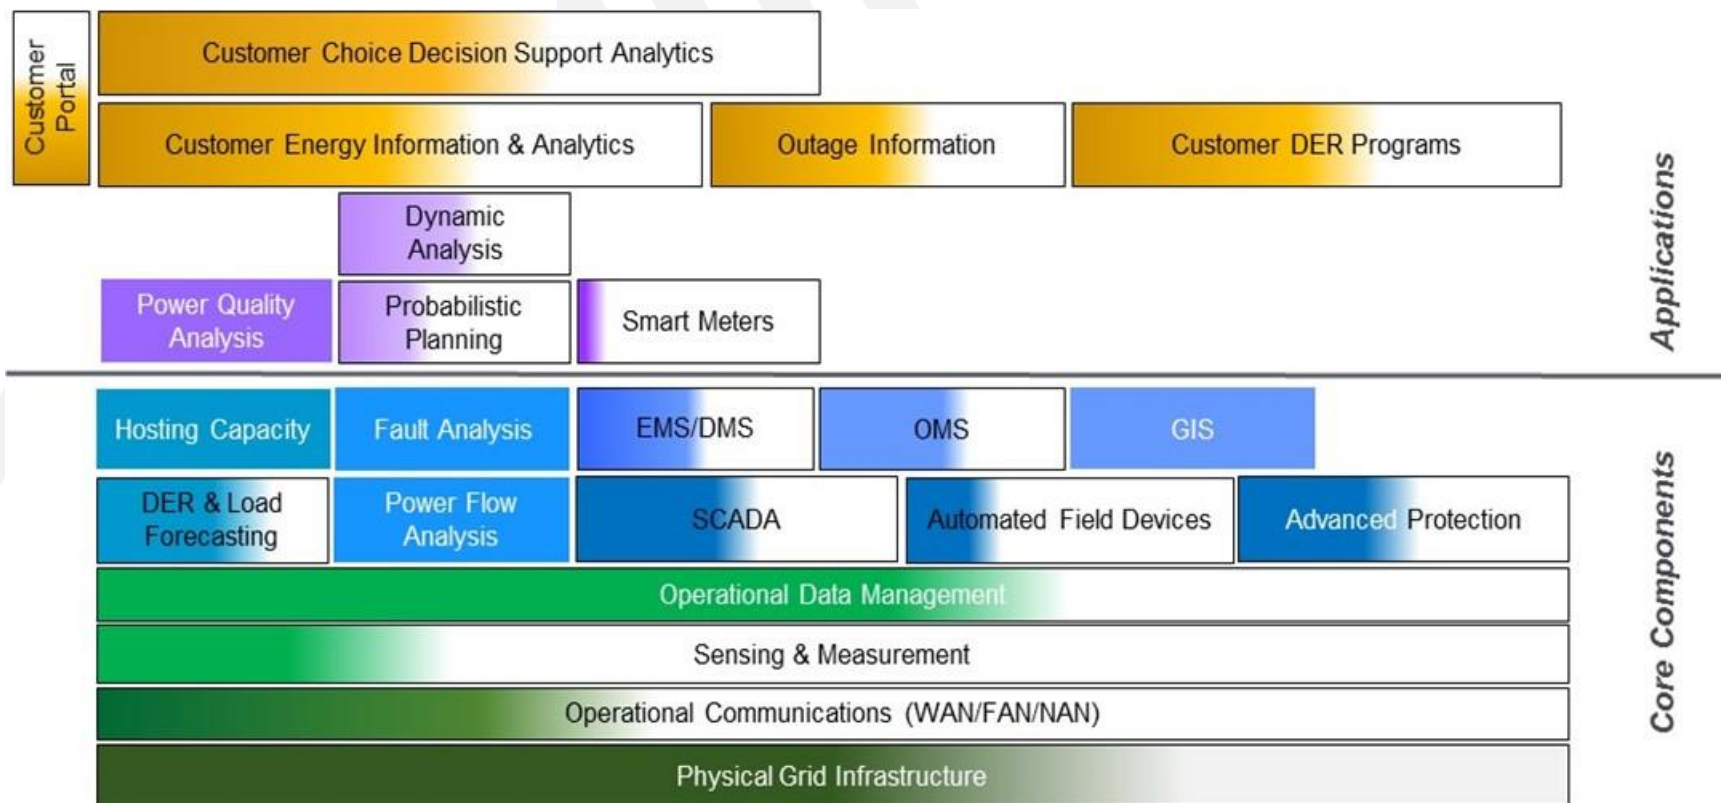 Customer
Portal
Customer Choice Decision Support Analytics
Customer Energy Information & Analytics
Outage Information
Customer DER Programs
Dynamic
Analysis
Power Quality
Analysis
Probabilistic
Planning
Smart Meters
Applications
Hosting Capacity
Fault Analysis
EMS/DMS
OMS
GIS
DER & Load
Forecasting
Power Flow
Analysis
SCADA
Automated Field Devices
Advanced Protection
Operational Data Management
Sensing & Measurement
Operational Communications (WAN/FAN/NAN)
Physical Grid Infrastructure
Core Components